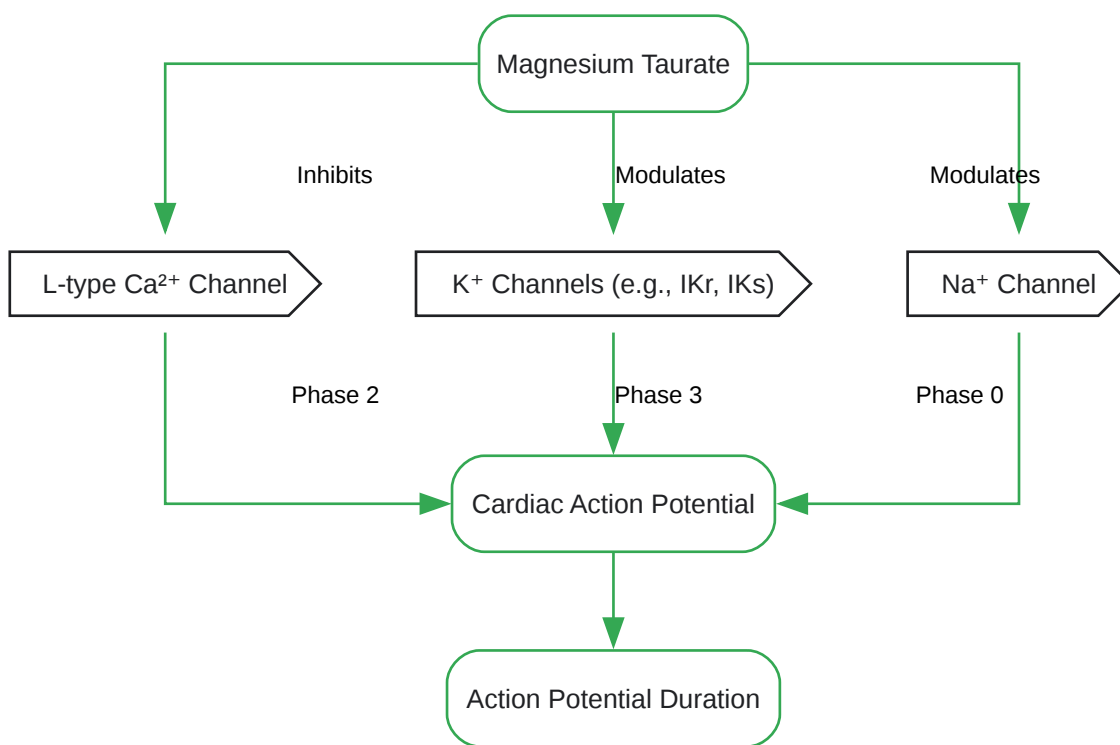 Magnesium Taurate
Inhibits
Modulates
Modulates
L-type Ca²⁺ Channel
K⁺ Channels (e.g., IKr, IKs)
Na⁺ Channel
Phase 2
Phase 3
Phase 0
Cardiac Action Potential
Action Potential Duration